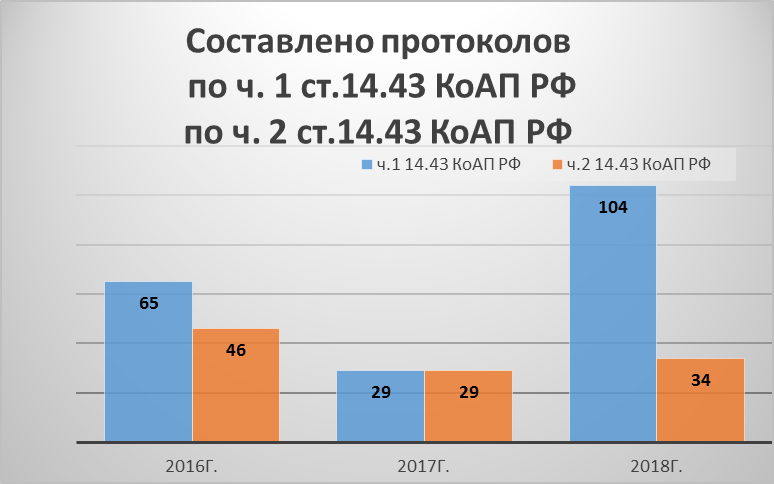 Составлено протоколов
по ч. 1 ст.14.43 КоАП РФ
по ч. 2 ст.14.43 КоАП РФ
ч.1 14.43 КоАП РФ ч.2 14.43 КоАП РФ
104
65
46
34
29 29
2016Г. 2017Г. 2018Г.